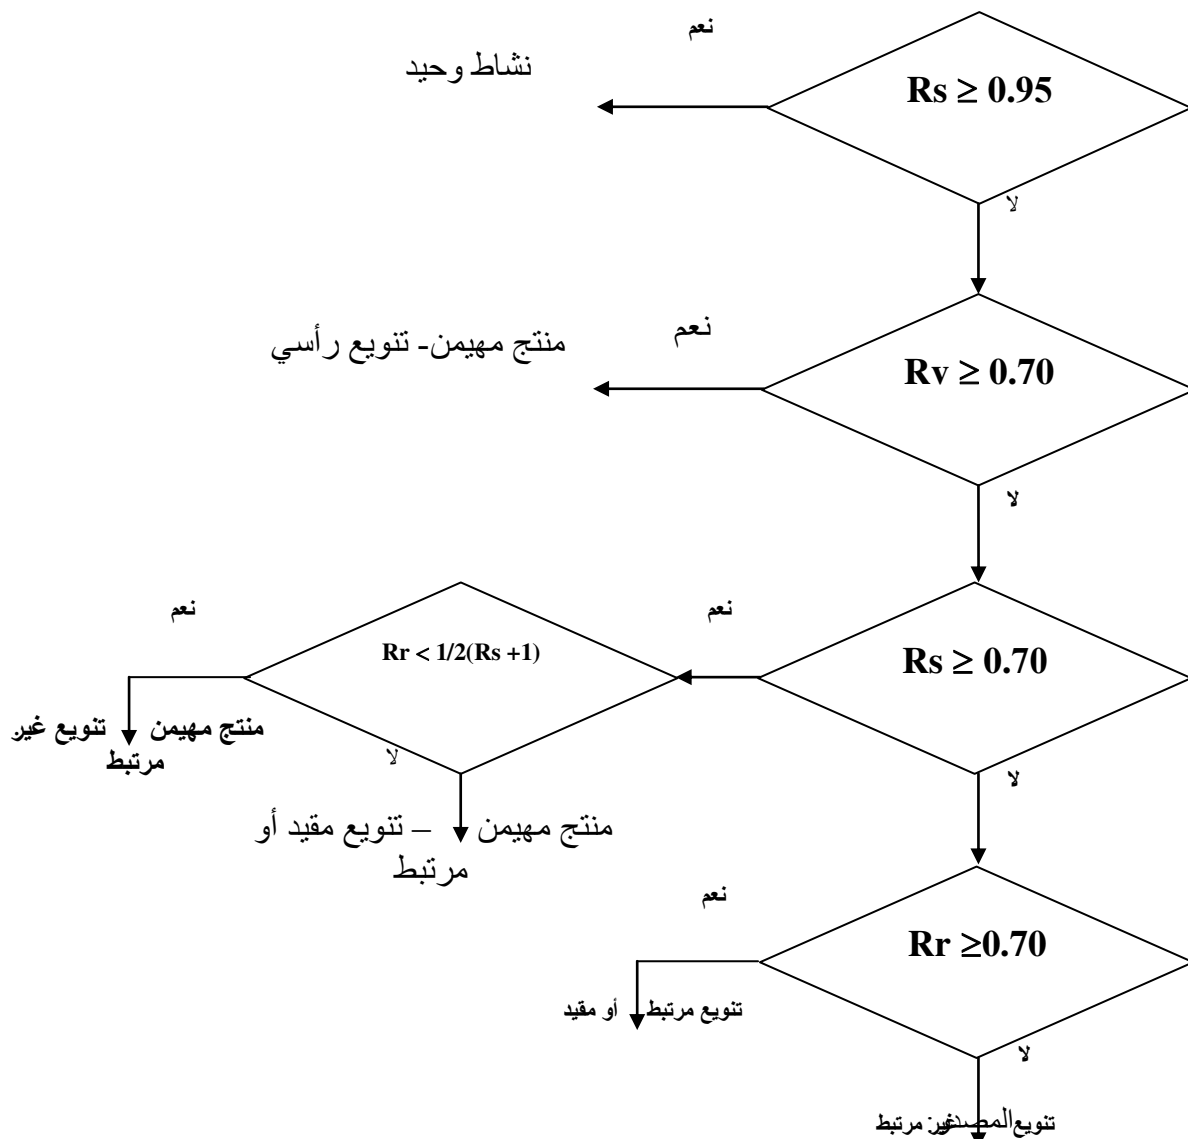 نعم
نشاط وحيد
Rs ≥ 0.95
لا
نعم
منتج مهيمن- تنويع رأسي
Rv ≥ 0.70
لا
نعم
نعم
Rr < 1/2(Rs +1)
Rs ≥ 0.70
منتج مهيمن تنويع غير
مرتبط
لا
لا
منتج مهيمن – تنويع مقيد أو
مرتبط
نعم
Rr ≥0.70
تنويع مرتبط أو مقيد
لا
تنويع غير مرتبط